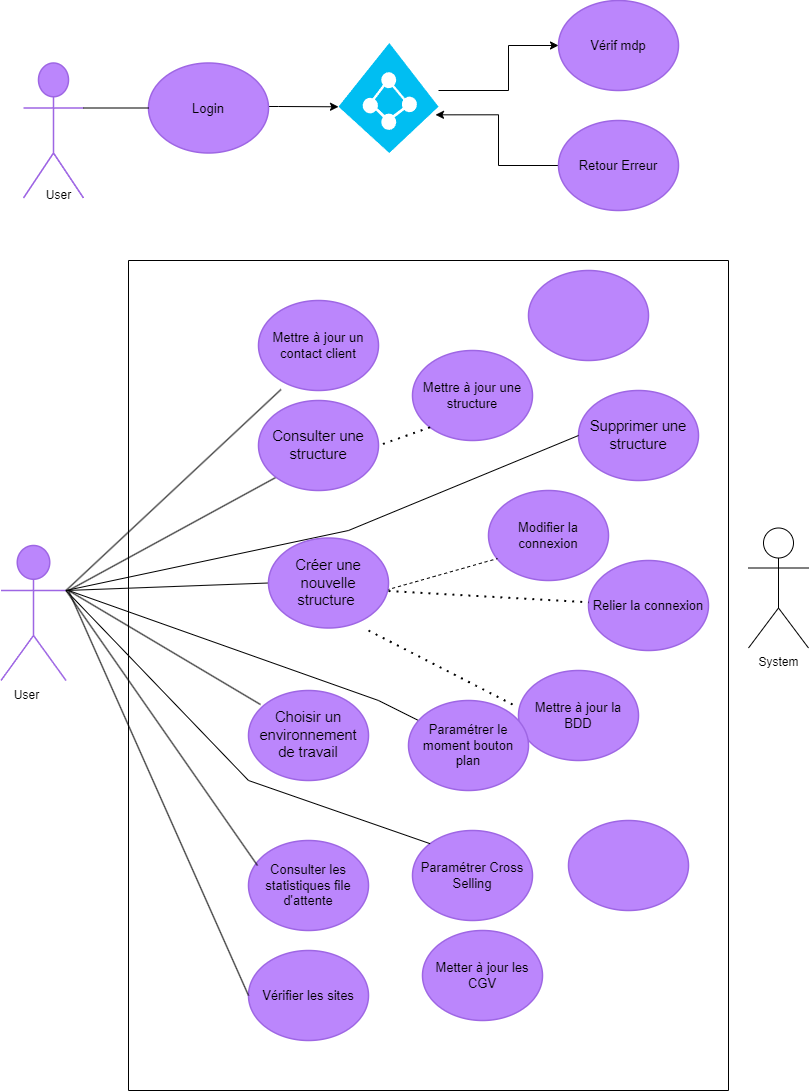 Vérif mdp
Login
Retour Erreur
User
Mettre à jour un
contact client
Mettre à jour une
structure
Consulter une
structure
Supprimer une
structure
Modifier la
connexion
Créer une
nouvelle
structure
Relier la connexion
System
User
Choisir un
environnement
de travail
Paramétrer le
moment bouton
plan
Mettre à jour la
BDD
Consulter les
statistiques file
d'attente
Paramétrer Cross
Selling
Metter à jour les
CGV
Vérifier les sites